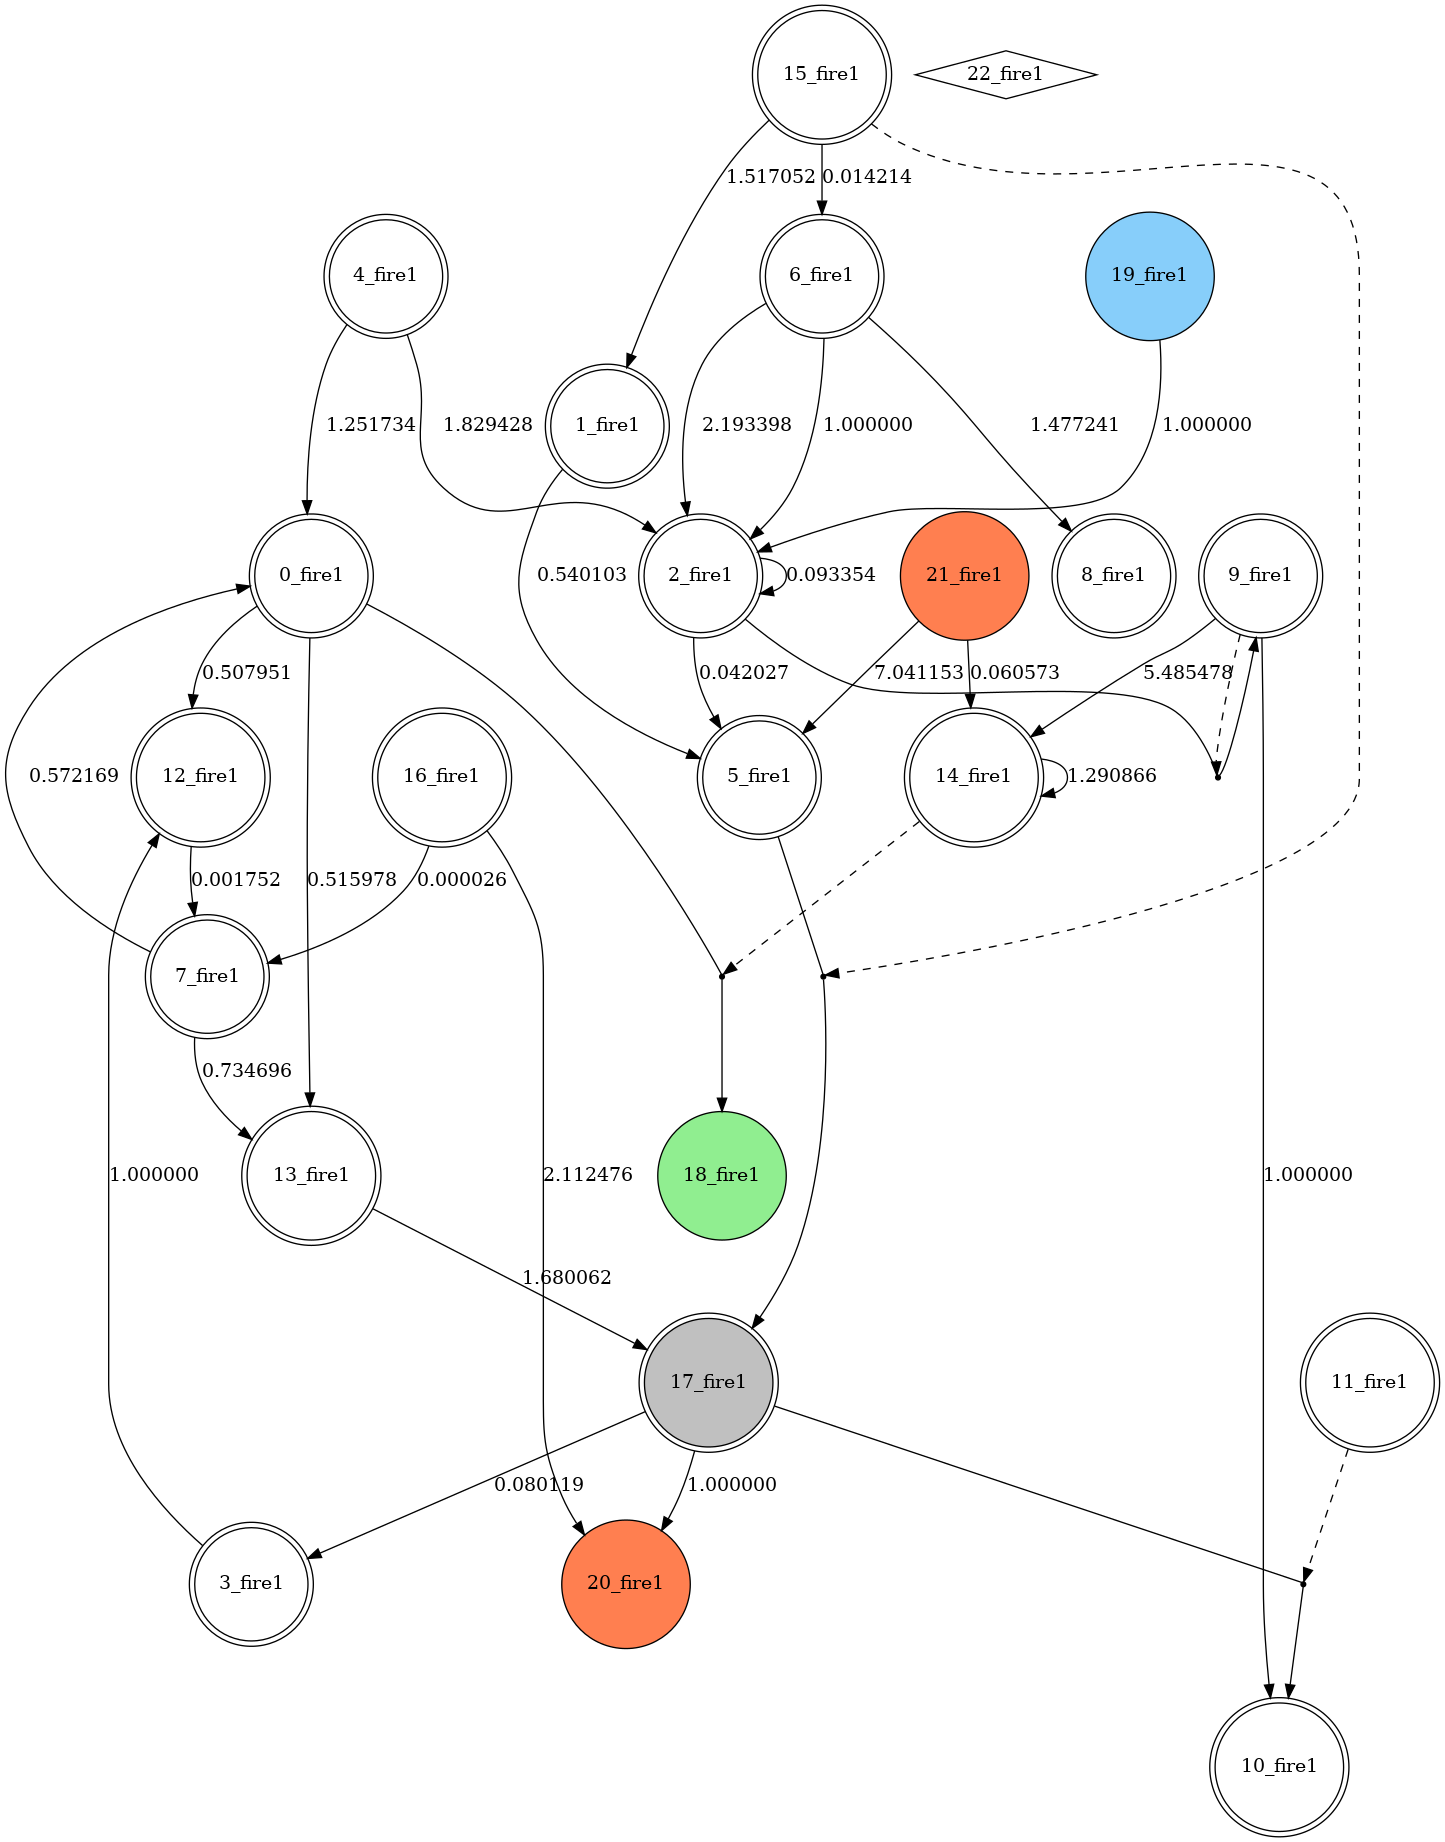 15_fire1
22_fire1
1.517052
0.014214
4_fire1
6_fire1
19_fire1
1.251734
1.829428
1_fire1
2.193398
1.000000
1.477241
1.000000
0_fire1
0.540103
2_fire1
0.093354
21_fire1
8_fire1
9_fire1
0.507951
0.042027
7.041153
0.060573
5.485478
0.572169
12_fire1
16_fire1
5_fire1
14_fire1
1.290866
0.001752
0.515978
0.000026
7_fire1
0.734696
1.000000
13_fire1
2.112476
18_fire1
1.000000
1.680062
17_fire1
11_fire1
0.080119
1.000000
3_fire1
20_fire1
10_fire1